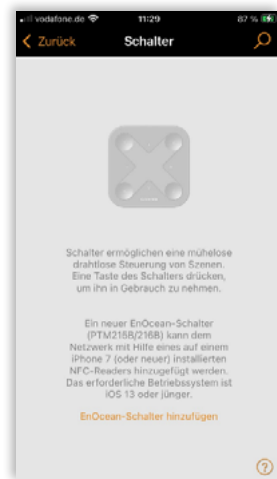 vodafone.de
11:29
87 %
Zurück
Schalter
Schalter ermöglichen eine mühelose
drahtlose Steuerung von Szenen.
Eine Taste des Schalters drücken,
um ihn in Gebrauch zu nehmen.
Ein neuer EnOcean-Schalter
(PTM215B/216B) kann dem
Netzwerk mit Hilfe eines auf einem
iPhone 7 (oder neuer) installierten
NFC-Readers hinzugefügt werden.
Das erforderliche Betriebssystem ist
iOS 13 oder jünger.
EnOcean-Schalter hinzufügen
?